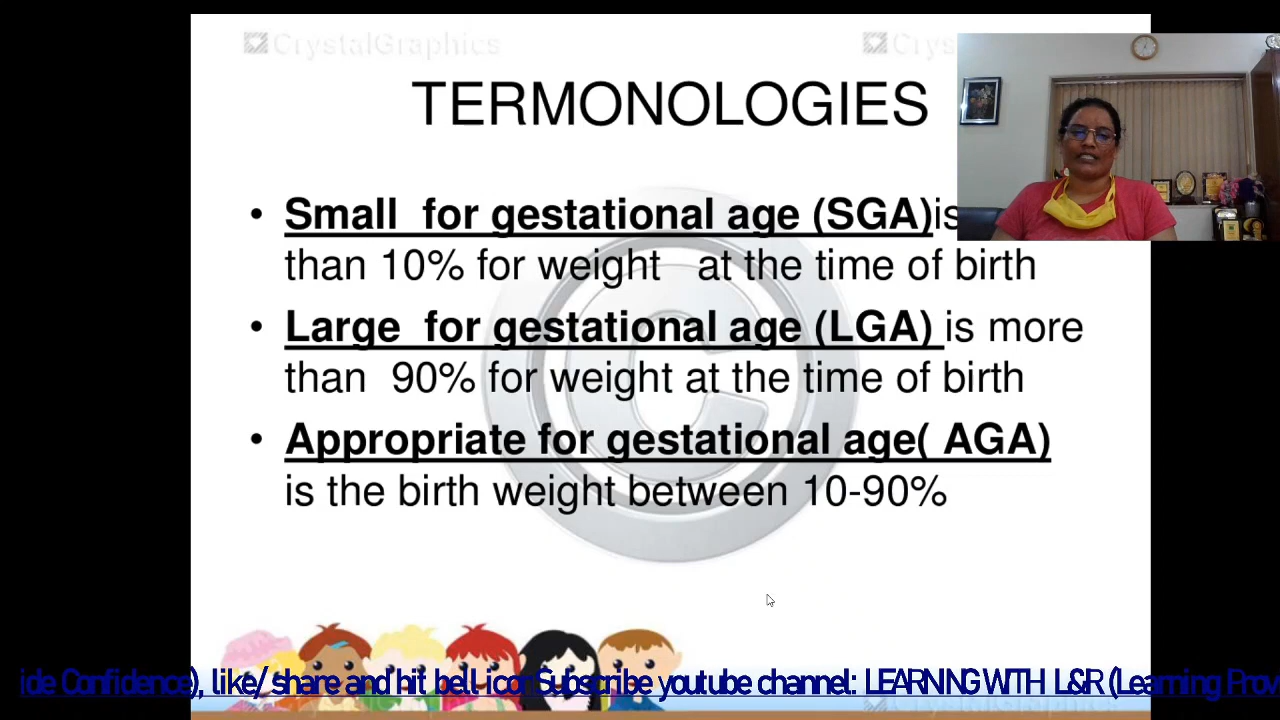 CrystalGraphics
Crys
TERMONOLOGIES
• Small for gestational age (SGA)is
than 10% for weight at the time of birth
• Large for gestational age (LGA) is more
than 90% for weight at the time of birth
• Appropriate for gestational age( AGA)
is the birth weight between 10-90%
ide Confidence), like/ share and hit bell icon Subscribe youtube channel: LEARNING WITH L&R (Learning Prov